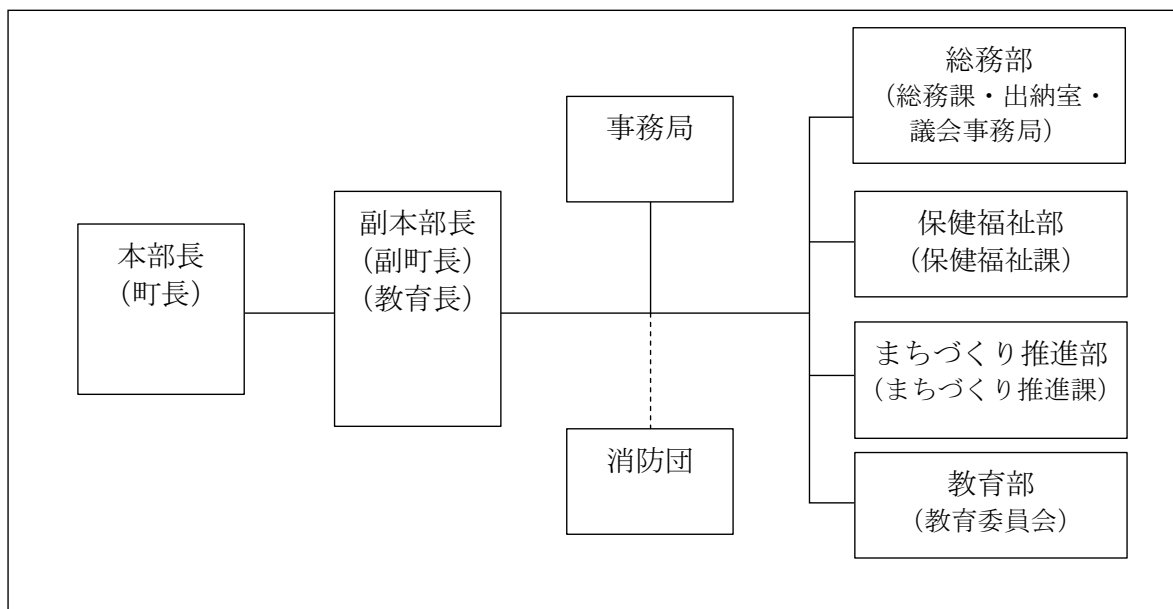 本部長
（町長）
副本部長
（副町長）
（教育長）
事務局
消防団
総務部
（総務課・出納室・
議会事務局）
保健福祉部
（保健福祉課）
まちづくり推進部
（まちづくり推進課）
教育部
（教育委員会）